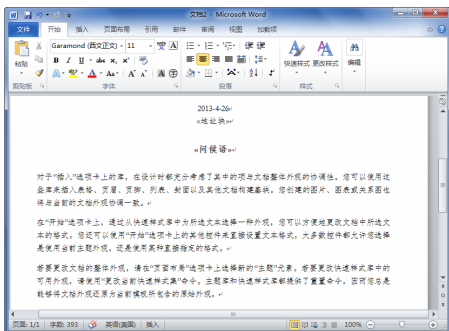 文档2 - Microsoft Word
文件 开始 插入 页面布局 引用 邮件 审阅 视图 加载项
Garamond (西文正文) 11
粘贴 快速样式 更改样式 编辑
剪贴板 字体 段落 样式
2013-4-26
«地址块»
«问候语»
对于“插入”选项卡上的库，在设计时都充分考虑了其中的项与文档整体外观的协调性。您可以使用这
些库来插入表格、页眉、页脚、列表、封面以及其他文档构建基块。您创建的图片、图表或关系图也
将与当前的文档外观协调一致。
在“开始”选项卡上，通过从快速样式库中为所选文本选择一种外观，您可以方便地更改文档中所选文
本的格式。您还可以使用“开始”选项卡上的其他控件来直接设置文本格式。大多数控件都允许您选择
是使用当前主题外观，还是使用某种直接指定的格式。
若要更改文档的整体外观，请在“页面布局”选项卡上选择新的“主题”元素。若要更改快速样式库中的
可用外观，请使用“更改当前快速样式集”命令。主题库和快速样式库都提供了重置命令，因而您总是
能够将文档外观还原为当前模板所包含的原始外观。
页面: 1/1 字数: 393 英语(美国) 插入 100%